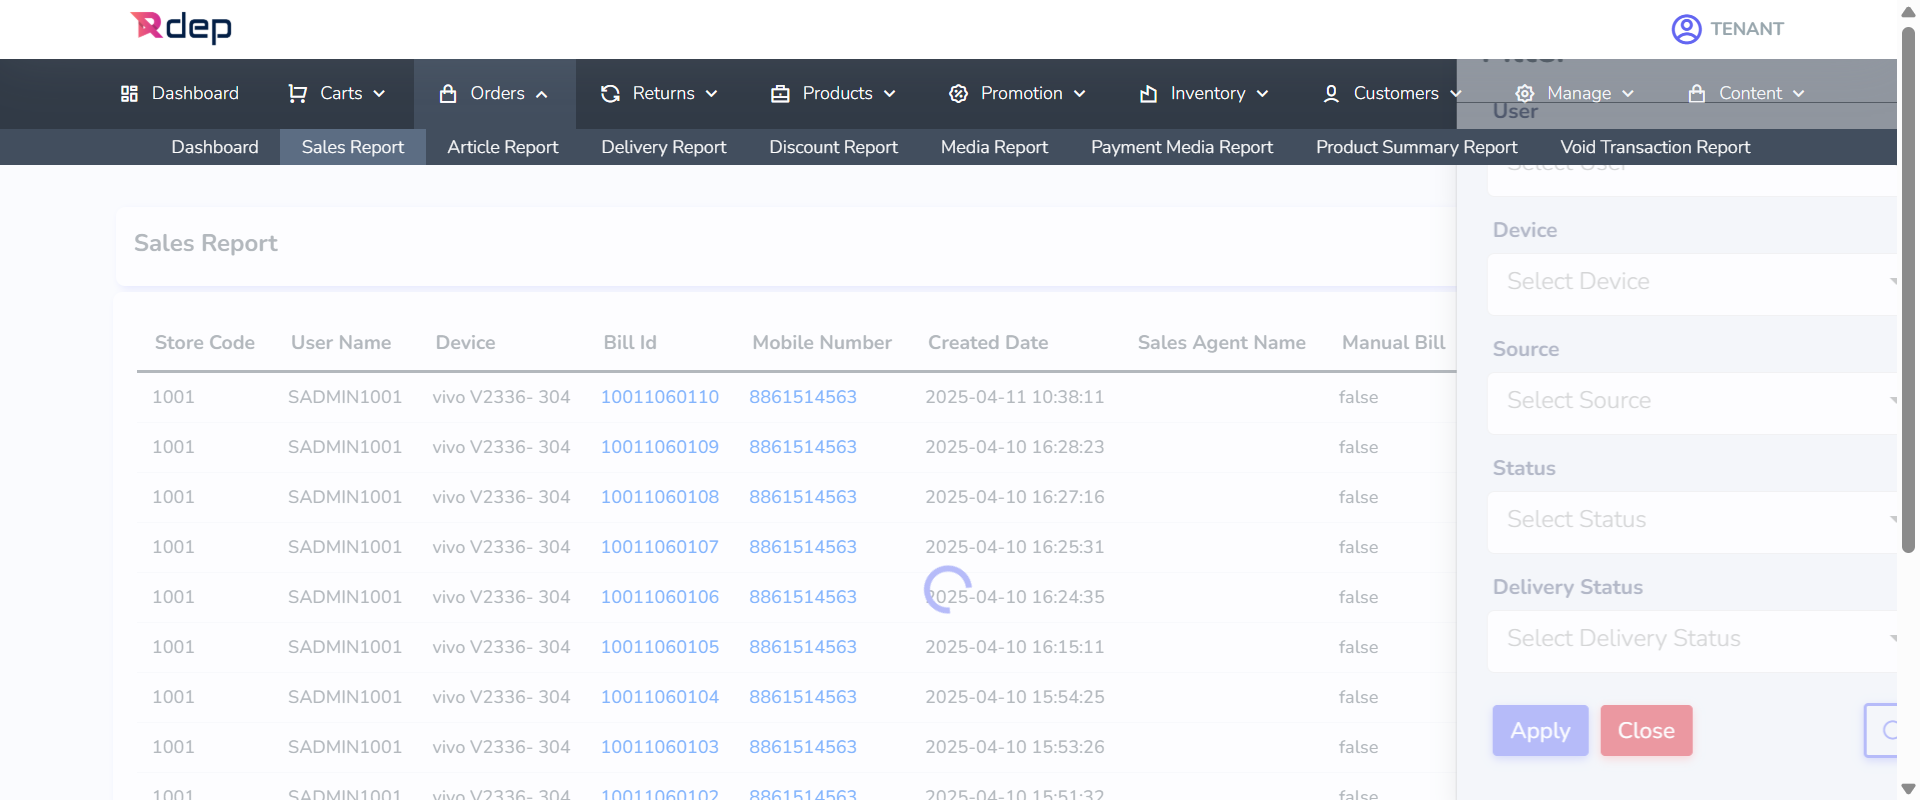 Rdep
TENANT
Dashboard Carts Orders Returns Products Promotion Inventory Customers Manage Content
User
Dashboard Sales Report Article Report Delivery Report Discount Report Media Report Payment Media Report Product Summary Report Void Transaction Report
Select User
Device
Sales Report
Select Device
Source
Store Code User Name Device Bill Id Mobile Number Created Date Sales Agent Name Manual Bill
1001 SADMIN1001 vivo V2336- 304 10011060110 8861514563 2025-04-11 10:38:11 false
Select Source
1001 SADMIN1001 vivo V2336- 304 10011060109 8861514563 2025-04-10 16:28:23 false
Status
1001 SADMIN1001 vivo V2336- 304 10011060108 8861514563 2025-04-10 16:27:16 false
Select Status
1001 SADMIN1001 vivo V2336- 304 10011060107 8861514563 2025-04-10 16:25:31 false
Delivery Status
1001 SADMIN1001 vivo V2336- 304 10011060106 8861514563 2025-04-10 16:24:35 false
Select Delivery Status
1001 SADMIN1001 vivo V2336- 304 10011060105 8861514563 2025-04-10 16:15:11 false
1001 SADMIN1001 vivo V2336- 304 10011060104 8861514563 2025-04-10 15:54:25 false
Apply Close
1001 SADMIN1001 vivo V2336- 304 10011060103 8861514563 2025-04-10 15:53:26 false
1001 SADMIN1001 vivo V2336- 304 10011060102 8861514563 2025-04-10 15:51:32 false